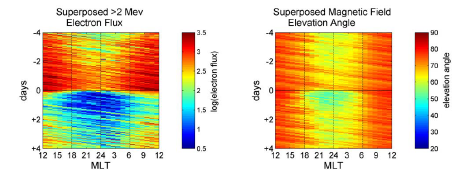 Superposed >2 Mev
Electron Flux
-4
-2
0
+2
+4
days
12 15 18 21 24 3 6 9 12
MLT
3.5
3
2.5
2
1.5
1
0.5
log(electron flux)
Superposed Magnetic Field
Elevation Angle
-4
-2
0
+2
+4
days
12 15 18 21 24 3 6 9 12
MLT
90
80
70
60
50
40
30
20
elevation angle